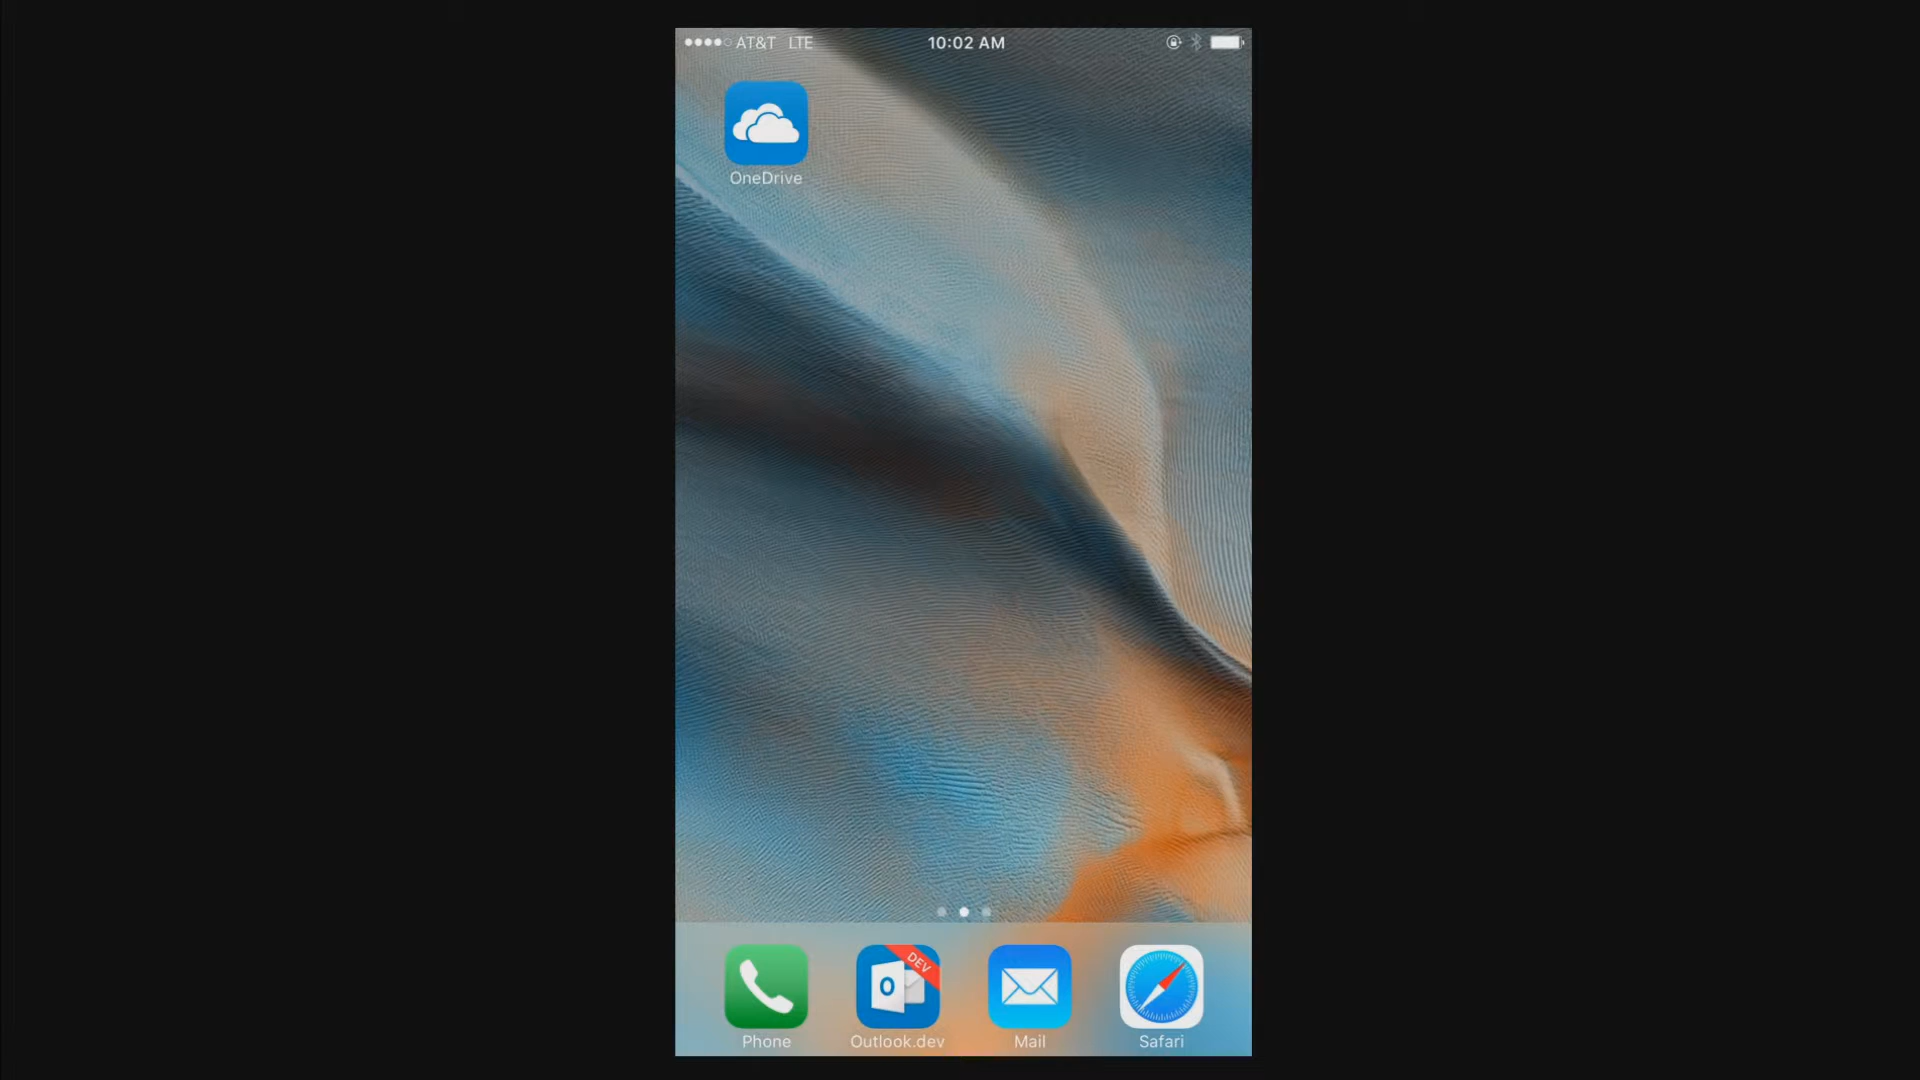 AT&T LTE 10:02 AM
OneDrive
DEV
O
Phone Outlook.dev Mail Safari